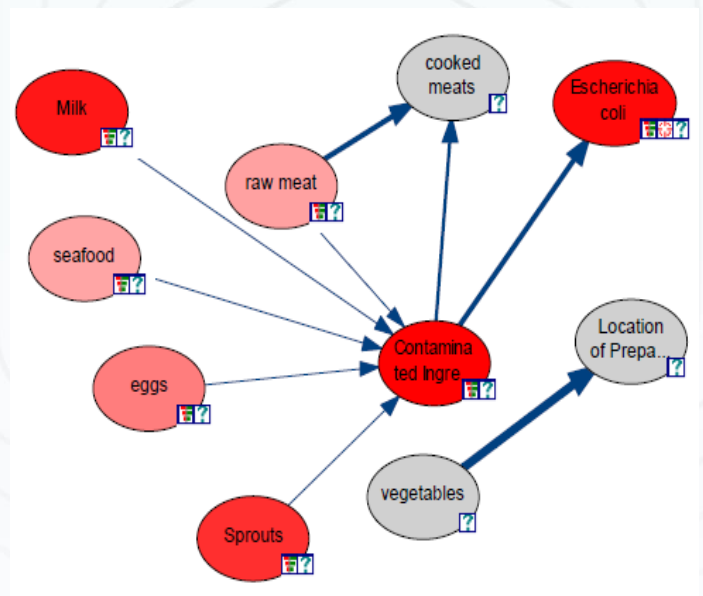 cooked
meats
Escherichia
coli
Milk
raw meat
seafood
Location
of Prepa...
Contamina
ted Ingre...
eggs
vegetables
Sprouts